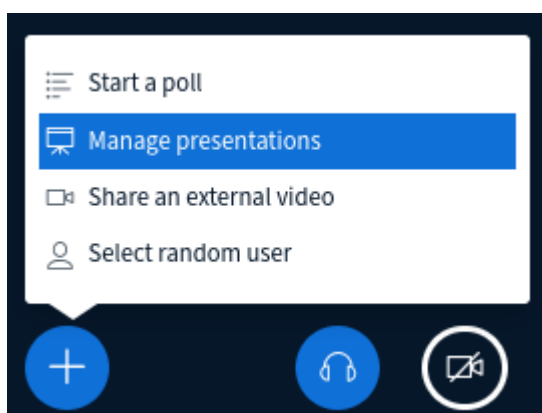 Start a poll
Manage presentations
Share an external video
Select random user